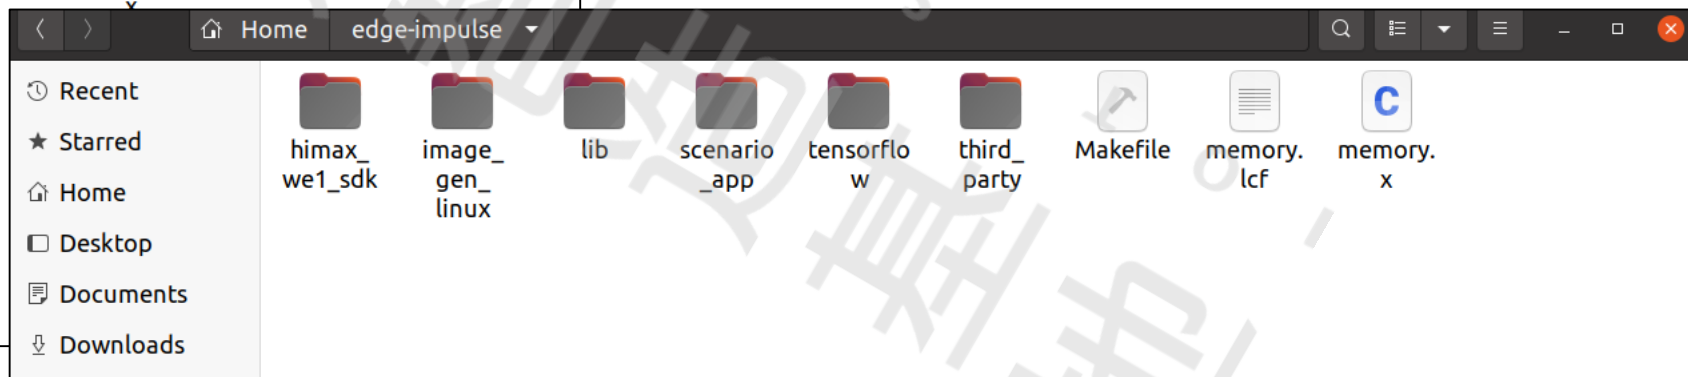 x
Home
edge-impulse
Recent
Starred
Home
Desktop
Documents
Downloads
himax_
we1_sdk
image_
gen_
linux
lib
scenario
_app
tensorflo
w
third_
party
Makefile
memory.
lcf
C
memory.
x